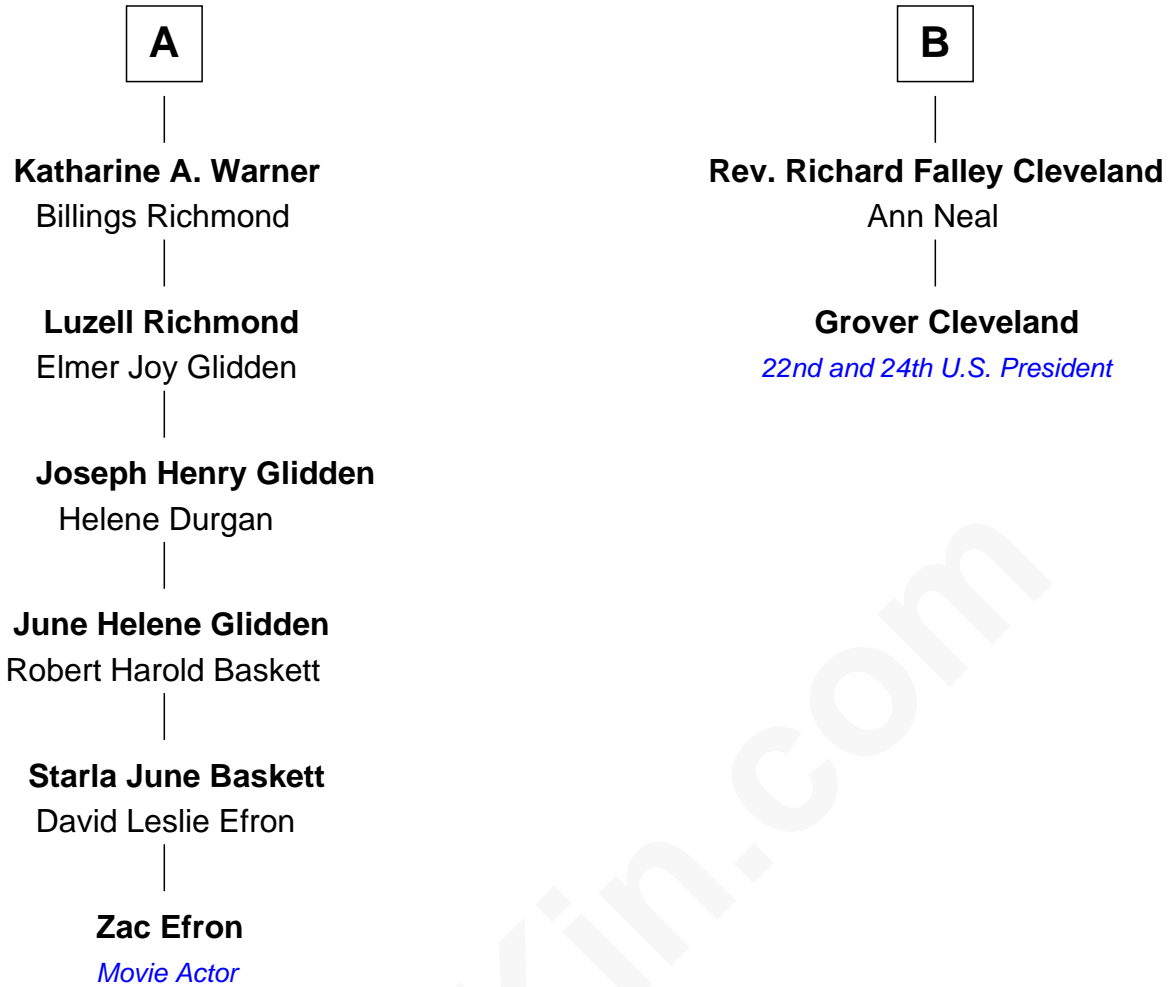 A
Katharine A. Warner
Billings Richmond
Luzell Richmond
Elmer Joy Glidden
Joseph Henry Glidden
Helene Durgan
June Helene Glidden
Robert Harold Baskett
Starla June Baskett
David Leslie Efron
Zac Efron
Movie Actor
B
Rev. Richard Falley Cleveland
Ann Neal
Grover Cleveland
22nd and 24th U.S. President
Kin.com